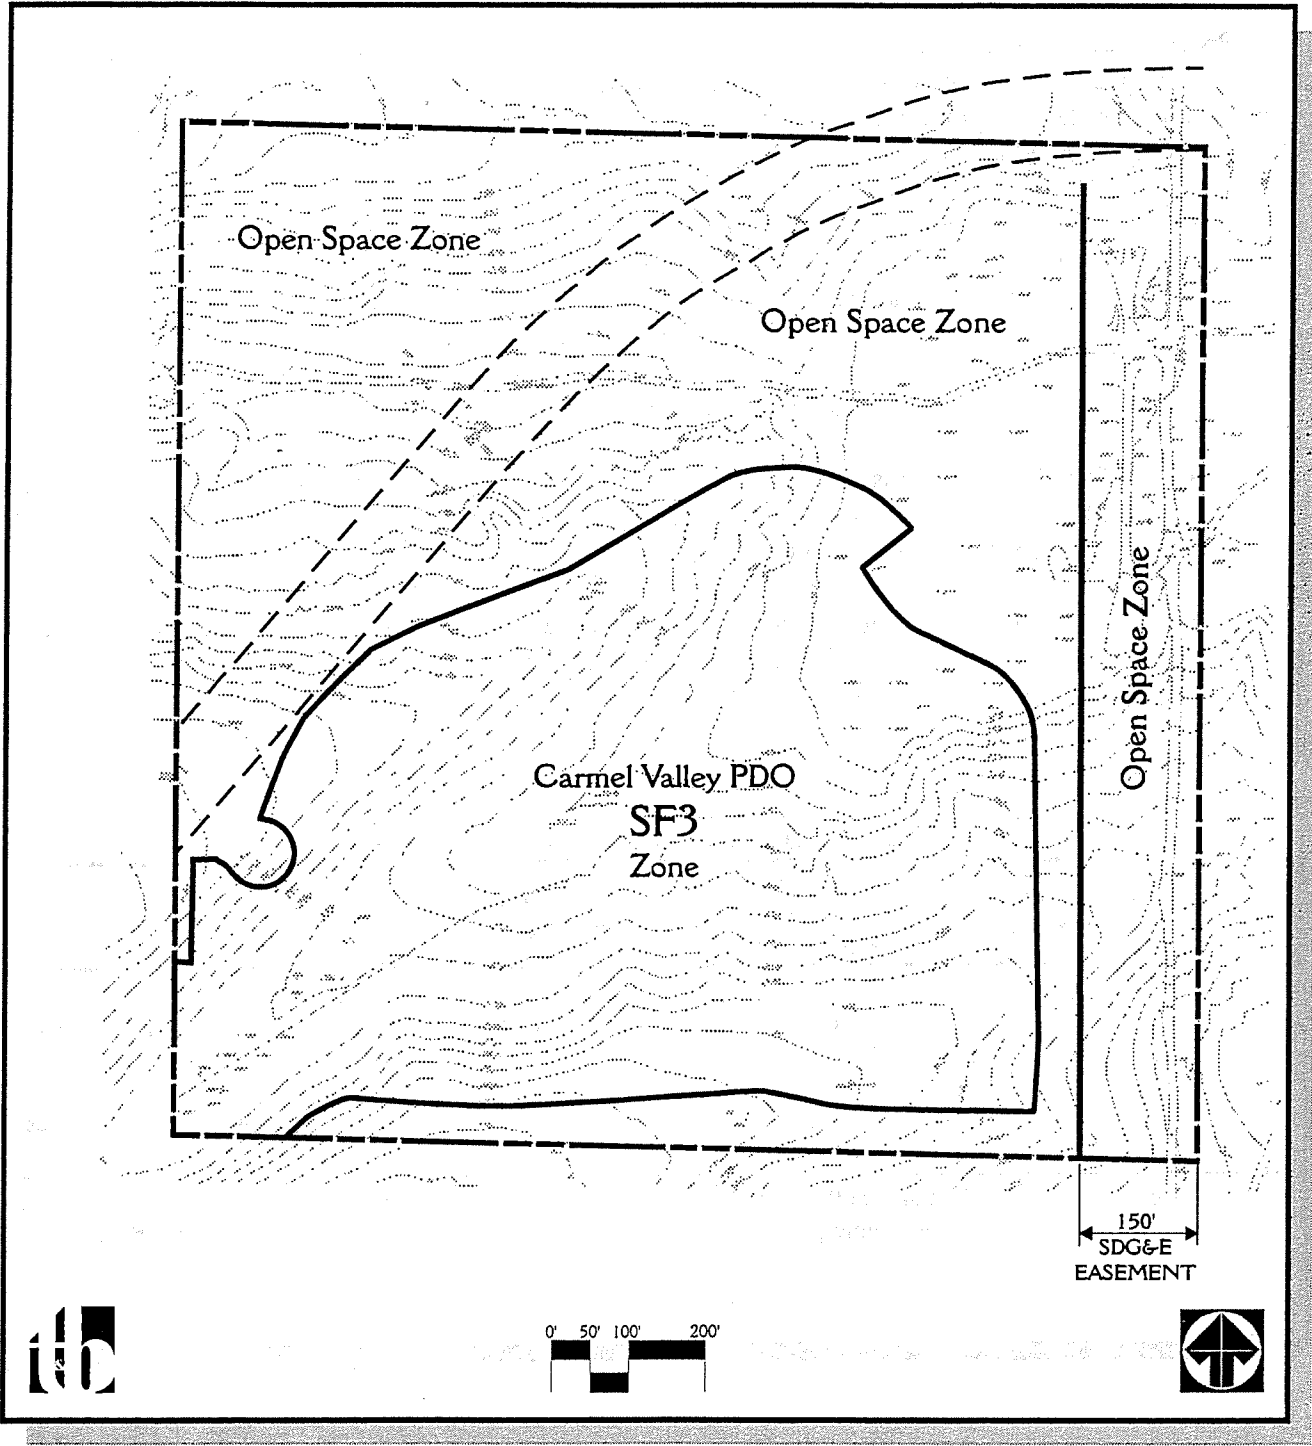 Open Space Zone
Open Space Zone
Open Space Zone
Carmel Valley PDO
SF3
Zone
150'
SDG&E
EASEMENT
0' 50' 100' 200'
t&b